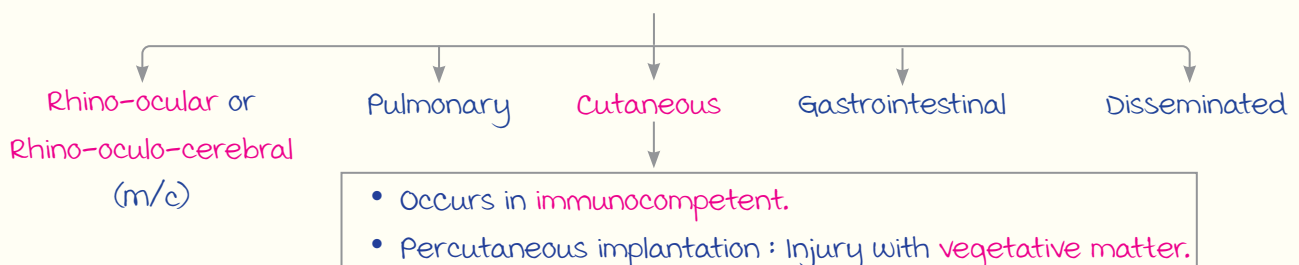 Rhino-ocular or Pulmonary Cutaneous Gastrointestinal Disseminated
Rhino-oculo-cerebral
(m/c)
• Occurs in immunocompetent.
• Percutaneous implantation : Injury with vegetative matter.